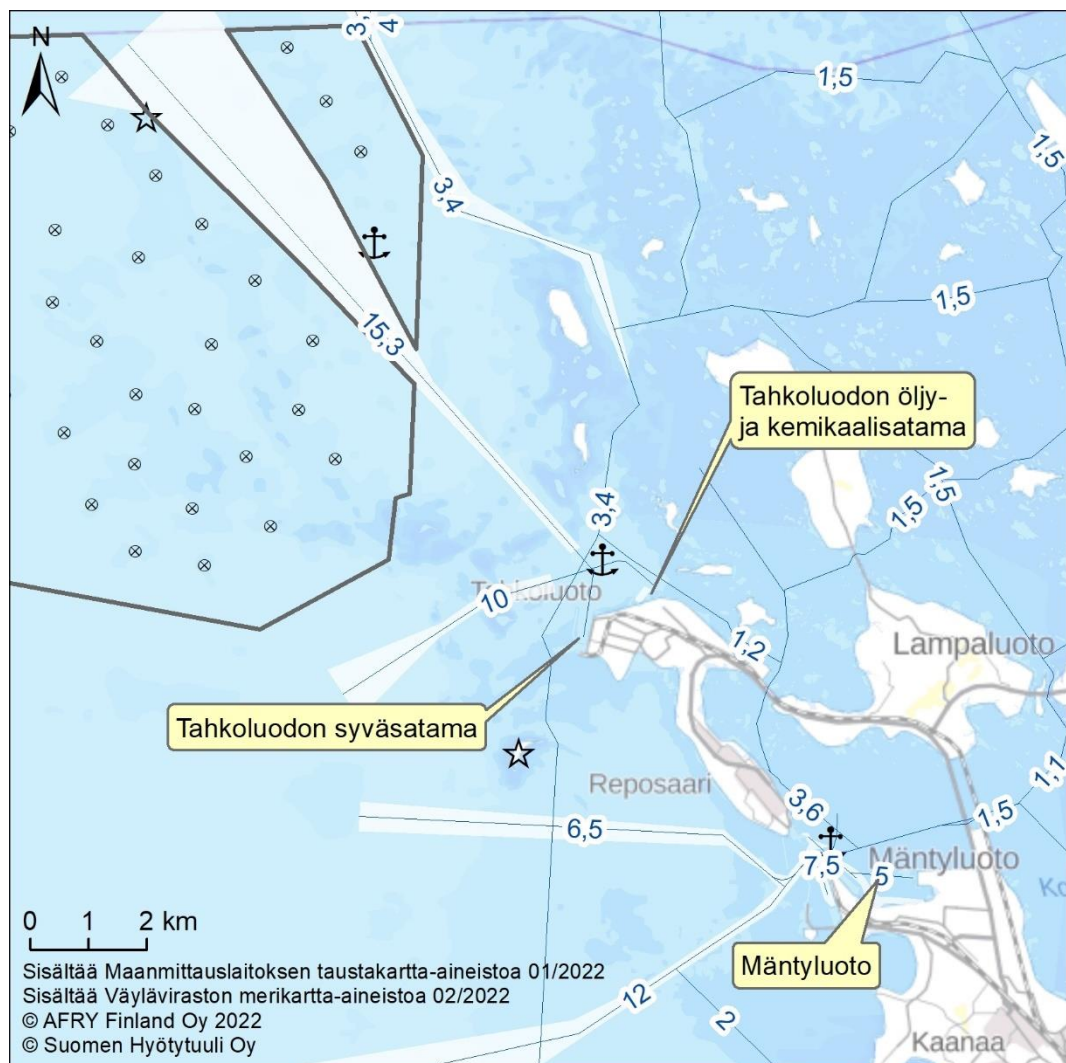 N
3,
4
1,5
1,5
3,4
1,5
15,3
Tahkoluodon öljy-
ja kemikaalisatama
1,5
1,5
3,4
Tahkoluoto
10
1,2
Lampaluoto
Tahkoluodon syväsatama
Reposaari
1,1
3,6
1,5
6,5
7,5
Mäntyluoto
5
Ko
Mäntyluoto
12
2
Kaanaa
0 1 2 km
Sisältää Maanmittauslaitoksen taustakartta-aineistoa 01/2022
Sisältää Väyläviraston merikartta-aineistoa 02/2022
© AFRY Finland Oy 2022
© Suomen Hyötytuuli Oy